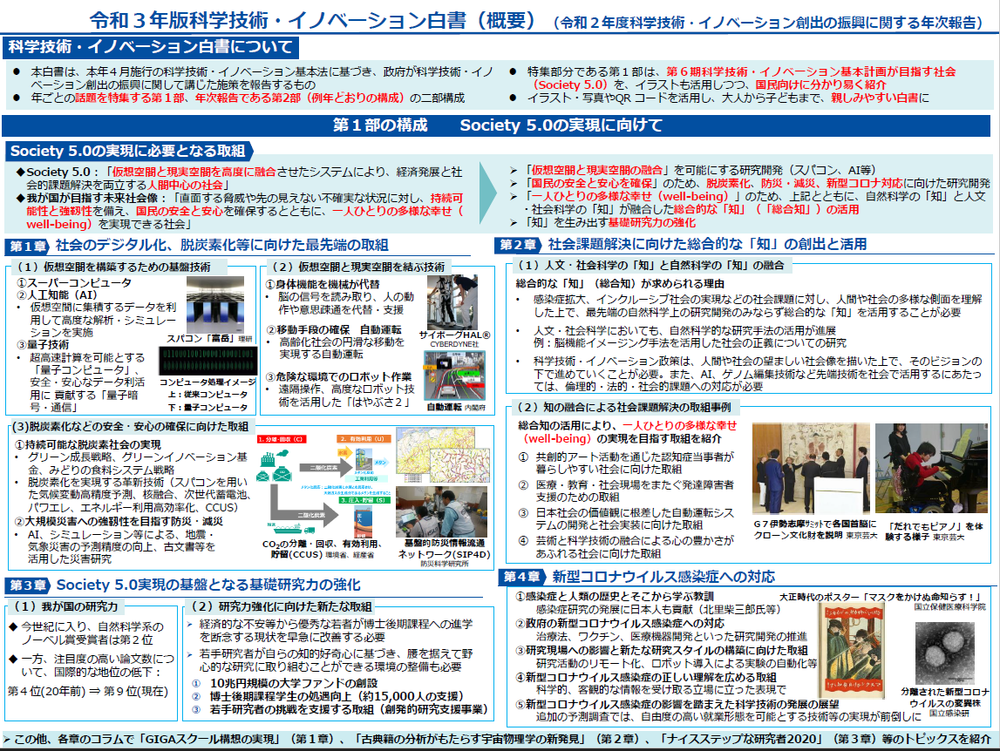 令和３年版科学技術・イノベーション白書（概要）（令和２年度科学技術・イノベーション創出の振興に関する年次報告）
科学技術・イノベーション白書について
● 本白書は、本年４月施行の科学技術・イノベーション基本法に基づき、政府が科学技術・イノ
ベーション創出の振興に関して講じた施策を報告するもの
● 年ごとの話題を特集する第１部、年次報告である第2部（例年どおりの構成）の二部構成
● 特集部分である第１部は、第６期科学技術・イノベーション基本計画が目指す社会
（Society 5.0）を、イラストも活用しつつ、国民向けに分かり易く紹介
● イラスト・写真やQR コードを活用し、大人から子どもまで、親しみやすい白書に
第１部の構成　　Society 5.0の実現に向けて
Society 5.0の実現に必要となる取組
◆Society 5.0：「仮想空間と現実空間を高度に融合させたシステムにより、経済発展と社
会的課題解決を両立する人間中心の社会」
◆我が国が目指す未来社会像：「直面する脅威や先の見えない不確実な状況に対し、持続可
能性と強靭性を備え、国民の安全と安心を確保するとともに、一人ひとりの多様な幸せ（
well-being）を実現できる社会」
➢ 「仮想空間と現実空間の融合」を可能にする研究開発（スパコン、AI等）
➢ 「国民の安全と安心を確保」のため、脱炭素化、防災・減災、新型コロナ対応に向けた研究開発
➢ 「一人ひとりの多様な幸せ（well-being）」のため、上記とともに、自然科学の「知」と人文
・社会科学の「知」が融合した総合的な「知」（「総合知」）の活用
➢ 「知」を生み出す基礎研究力の強化
第１章 社会のデジタル化、脱炭素化等に向けた最先端の取組
（１）仮想空間を構築するための基盤技術
①スーパーコンピュータ
②人工知能（AI）
• 仮想空間に集積するデータを利
用して高度な解析・シミュレー
ションを実施
③量子技術
• 超高速計算を可能とする
「量子コンピュータ」、
安全・安心なデータ利活
用に 貢献する「量子暗
号・通信」
スパコン「富岳」理研
コンピュータ処理イメージ
上：従来コンピュータ
下：量子コンピュータ
（２）仮想空間と現実空間を結ぶ技術
①身体機能を機械が代替
• 脳の信号を読み取り、人の動
作や意思疎通を代替・支援
②移動手段の確保　自動運転
• 高齢化社会の円滑な移動を
実現する自動運転
③危険な環境でのロボット作業
• 遠隔操作、高度なロボット技
術を活用した「はやぶさ２」
サイボーグHAL®
CYBERDYNE社
自動運転 内閣府
(３)脱炭素化などの安全・安心の確保に向けた取組
①持続可能な脱炭素社会の実現
• グリーン成長戦略、グリーンイノベーション基
金、みどりの食料システム戦略
• 脱炭素化を実現する革新技術（スパコンを用い
た気候変動高精度予測、核融合、次世代蓄電池、
パワエレ、エネルギー利用高効率化、CCUS）
②大規模災害への強靭性を目指す防災・減災
• AI、シミュレーション等による、地震・
気象災害の予測精度の向上、古文書等を
活用した災害研究
1. 分離・回収（C）
2. 有効利用（U）
二酸化炭素
メタン
工業利用等
3. 圧入・貯留（S）
二酸化炭素
圧入
CO2の分離・回収、有効利用、
貯留(CCUS) 環境省、経産省
基盤的防災情報流通
ネットワーク(SIP4D)
防災科学研究所
第２章 社会課題解決に向けた総合的な「知」の創出と活用
（１）人文・社会科学の「知」と自然科学の「知」の融合
総合的な「知」（総合知）が求められる理由
• 感染症拡大、インクルーシブ社会の実現などの社会課題に対し、人間や社会の多様な側面を理解
した上で、最先端の自然科学上の研究開発のみならず総合的な「知」を活用することが必要
• 人文・社会科学においても、自然科学的な研究手法の活用が進展
例：脳機能イメージング手法を活用した社会の正義についての研究
• 科学技術・イノベーション政策は、人間や社会の望ましい社会像を描いた上で、そのビジョンの
下で進めていくことが必要。また、AI、ゲノム編集技術など先端技術を社会で活用するにあたっ
ては、倫理的・法的・社会的課題への対応が必要
（２）知の融合による社会課題解決の取組事例
総合知の活用により、一人ひとりの多様な幸せ
（well-being）の実現を目指す取組を紹介
① 共創的アート活動を通じた認知症当事者が
暮らしやすい社会に向けた取組
② 医療・教育・社会現場をまたぐ発達障害者
支援のための取組
③ 日本社会の価値観に根差した自動運転シス
テムの開発と社会実装に向けた取組
④ 芸術と科学技術の融合による心の豊かさが
あふれる社会に向けた取組
G７伊勢志摩ｻﾐｯﾄで各国首脳に
クローン文化財を説明 東京芸大
「だれでもピアノ」を体
験する様子 東京芸大
第３章 Society 5.0実現の基盤となる基礎研究力の強化
（１）我が国の研究力
◆ 今世紀に入り、自然科学系の
ノーベル賞受賞者は第２位
◆ 一方、注目度の高い論文数につ
いて、国際的な地位の低下：
第４位(20年前) ⇒ 第９位(現在)
（２）研究力強化に向けた新たな取組
➢ 経済的な不安等から優秀な若者が博士後期課程への進学
を断念する現状を早急に改善する必要
➢ 若手研究者が自らの知的好奇心に基づき、腰を据えて野
心的な研究に取り組むことができる環境の整備も必要
① 10兆円規模の大学ファンドの創設
② 博士後期課程学生の処遇向上（約15,000人の支援）
③ 若手研究者の挑戦を支援する取組（創発的研究支援事業）
第４章 新型コロナウイルス感染症への対応
①感染症と人類の歴史とそこから学ぶ教訓
感染症研究の発展に日本人も貢献（北里柴三郎氏等）
②政府の新型コロナウイルス感染症への対応
治療法、ワクチン、医療機器開発といった研究開発の推進
③研究現場への影響と新たな研究スタイルの構築に向けた取組
研究活動のリモート化、ロボット導入による実験の自動化等
④新型コロナウイルス感染症の正しい理解を広める取組
科学的、客観的な情報を受け取る立場に立った表現で
⑤新型コロナウイルス感染症の影響を踏まえた科学技術の発展の展望
追加の予測調査では、自由度の高い就業形態を可能とする技術等の実現が前倒しに
大正時代のポスター「マスクをかけぬ命知らず！」
国立保健医療科学院
分離された新型コロナ
ウイルスの変異株
国立感染研
➢ この他、各章のコラムで「GIGAスクール構想の実現」（第１章）、「古典籍の分析がもたらす宇宙物理学の新発見」（第２章）、「ナイスステップな研究者2020」（第３章）等のトピックスを紹介